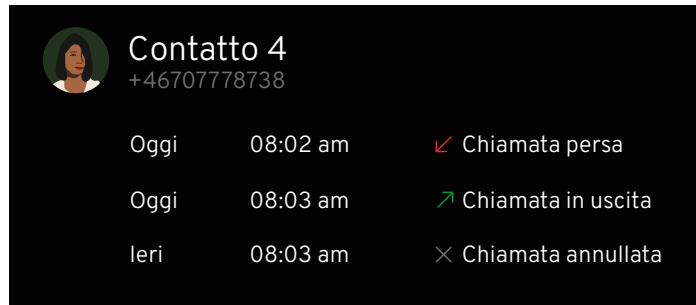 Contatto 4
+46707778738
Oggi 08:02 am Chiamata persa
Oggi 08:03 am Chiamata in uscita
Ieri 08:03 am Chiamata annullata